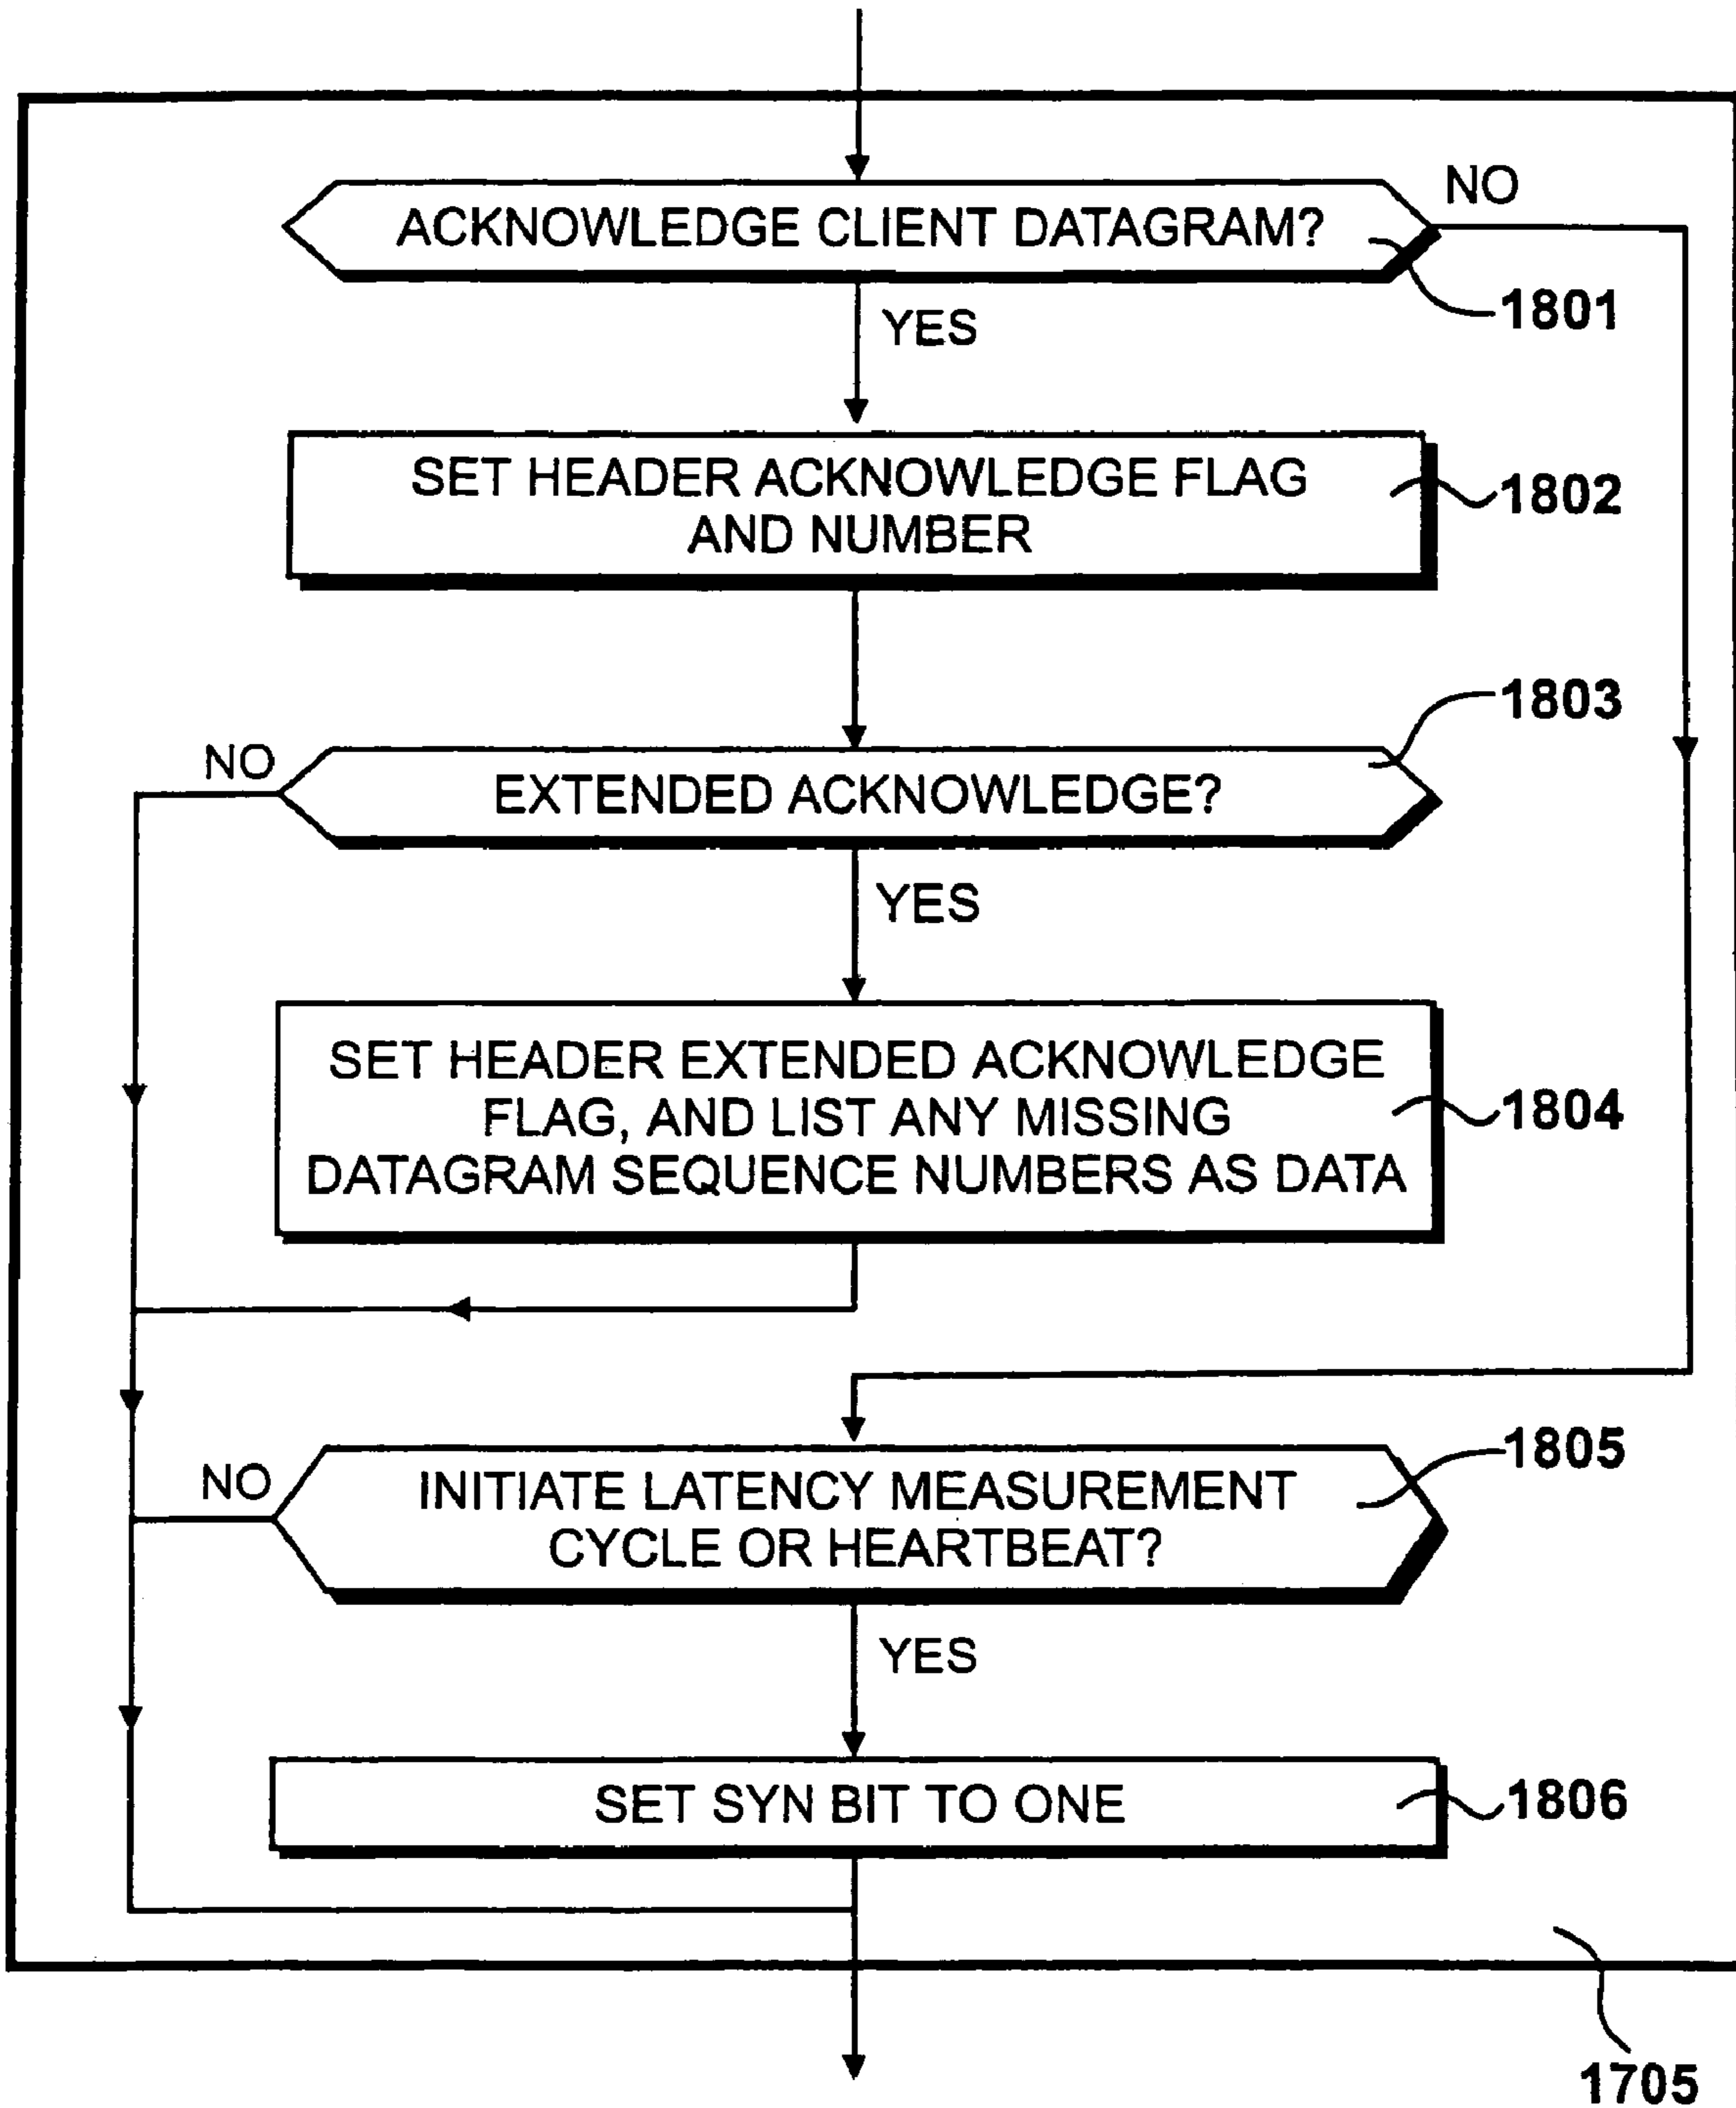 ACKNOWLEDGE CLIENT DATAGRAM?
NO
1801
YES
SET HEADER ACKNOWLEDGE FLAG
AND NUMBER
1802
1803
NO
EXTENDED ACKNOWLEDGE?
YES
SET HEADER EXTENDED ACKNOWLEDGE
FLAG, AND LIST ANY MISSING
DATAGRAM SEQUENCE NUMBERS AS DATA
1804
1805
NO
INITIATE LATENCY MEASUREMENT
CYCLE OR HEARTBEAT?
YES
SET SYN BIT TO ONE
1806
1705